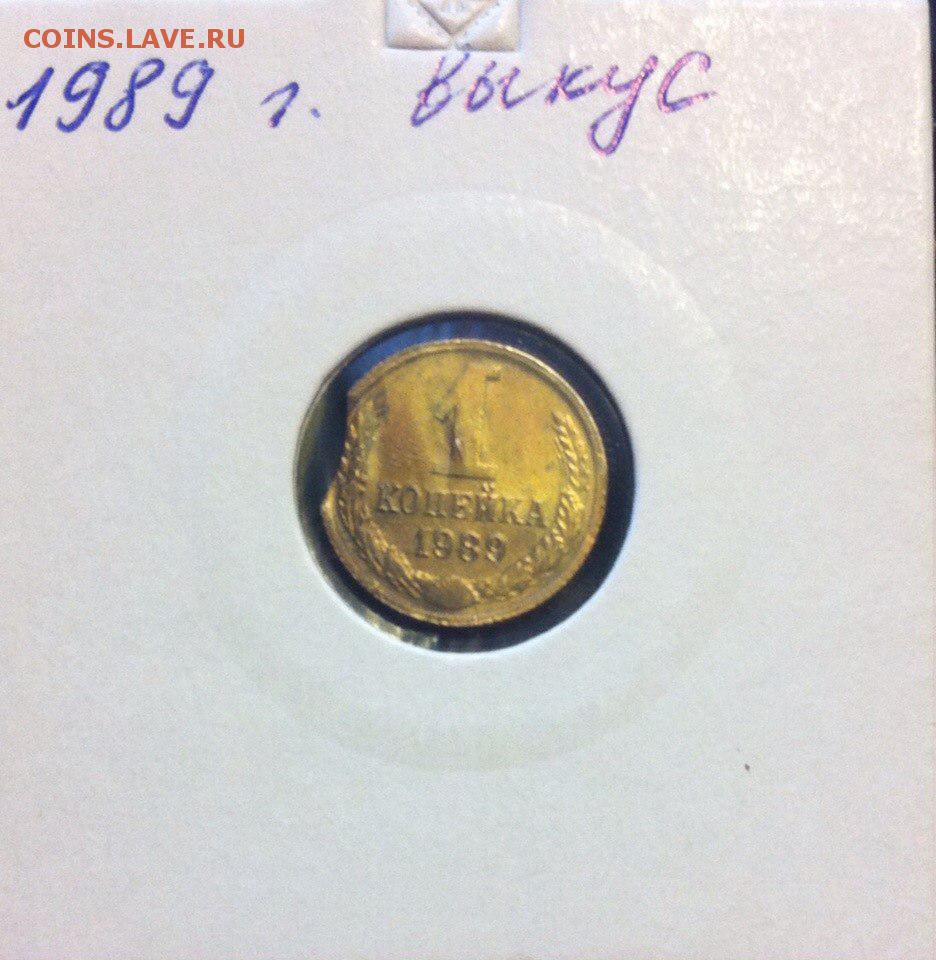 COINS.LAVE.RU
1989 г. выкус
1
КОПЕЙКА
1989